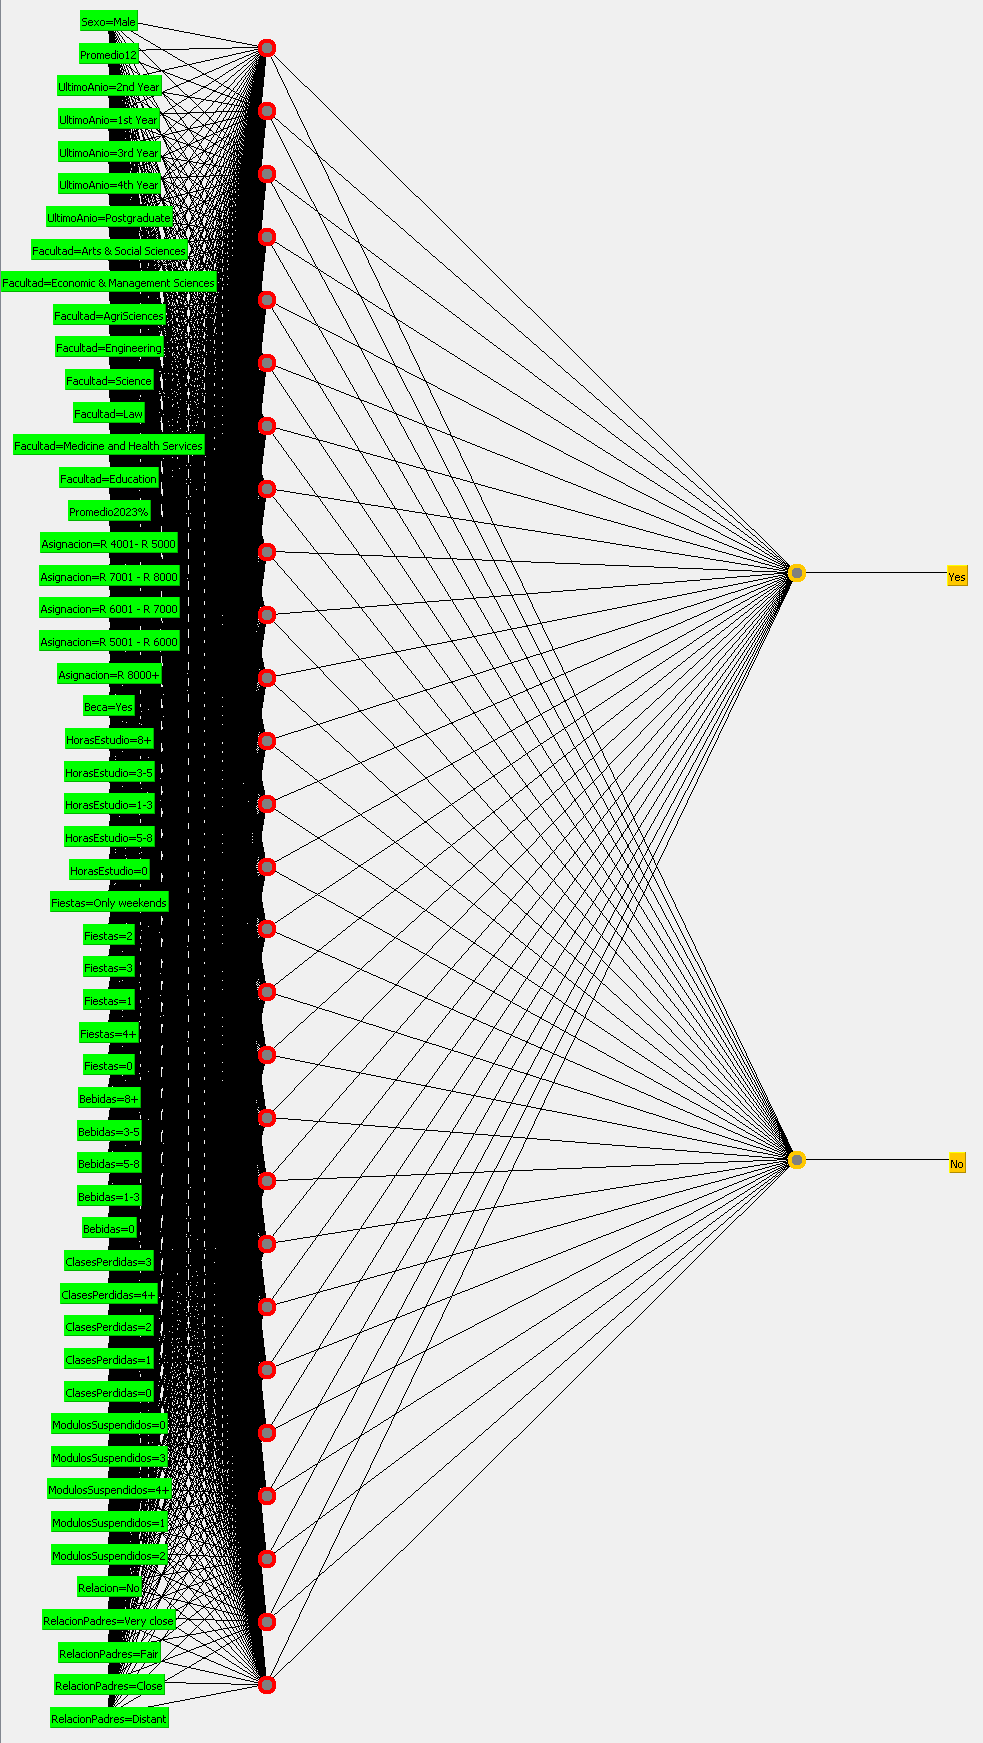 Sexo=Male
Promedio12
UltimoAnio=2nd Year
UltimoAnio=1st Year
UltimoAnio=3rd Year
UltimoAnio=4th Year
UltimoAnio=Postgraduate
Facultad=Arts & Social Sciences
Facultad=Economic & Management Sciences
Facultad=AgriSciences
Facultad=Engineering
Facultad=Science
Facultad=Law
Facultad=Medicine and Health Services
Facultad=Education
Promedio2023%
Asignacion=R 4001- R 5000
Asignacion=R 7001 - R 8000
Yes
Asignacion=R 6001 - R 7000
Asignacion=R 5001 - R 6000
Asignacion=R 8000+
Beca=Yes
HorasEstudio=8+
HorasEstudio=3-5
HorasEstudio=1-3
HorasEstudio=5-8
HorasEstudio=0
Fiestas=Only weekends
Fiestas=2
Fiestas=3
Fiestas=1
Fiestas=4+
Fiestas=0
Bebidas=8+
Bebidas=3-5
Bebidas=5-8
No
Bebidas=1-3
Bebidas=0
ClasesPerdidas=3
ClasesPerdidas=4+
ClasesPerdidas=2
ClasesPerdidas=1
ClasesPerdidas=0
ModulosSuspendidos=0
ModulosSuspendidos=3
ModulosSuspendidos=4+
ModulosSuspendidos=1
ModulosSuspendidos=2
Relacion=No
RelacionPadres=Very close
RelacionPadres=Fair
RelacionPadres=Close
RelacionPadres=Distant